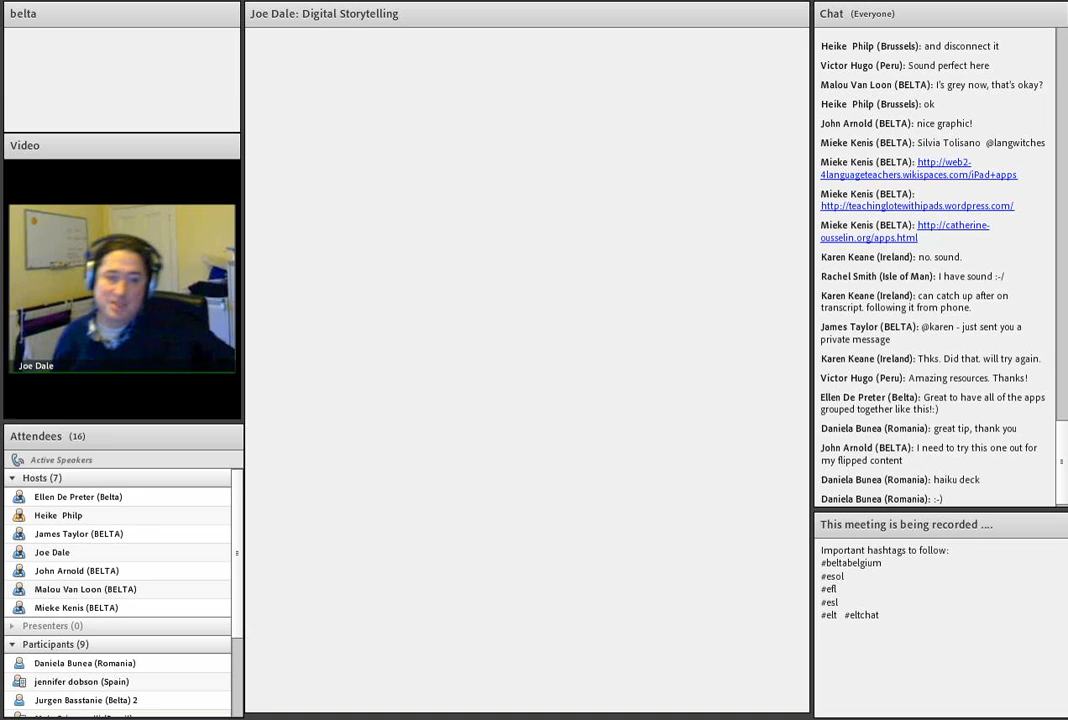 belta
Joe Dale: Digital Storytelling
Chat (Everyone)
Heike Philp (Brussels): and disconnect it
Victor Hugo (Peru): Sound perfect here
Malou Van Loon (BELTA): I's grey now, that's okay?
Heike Philp (Brussels): ok
John Arnold (BELTA): nice graphic!
Mieke Kenis (BELTA): Silvia Tolisano @langwitches
Mieke Kenis (BELTA): http://web2-
4languageteachers.wikispaces.com/iPad+apps
Mieke Kenis (BELTA):
http://teachinglotewithipads.wordpress.com/
Mieke Kenis (BELTA): http://catherine-
ousselin.org/apps.html
Karen Keane (Ireland): no. sound.
Rachel Smith (Isle of Man): I have sound :-/
Karen Keane (Ireland): can catch up after on
transcript. following it from phone.
James Taylor (BELTA): @karen - just sent you a
private message
Karen Keane (Ireland): Thks. Did that. will try again.
Victor Hugo (Peru): Amazing resources. Thanks!
Ellen De Preter (Belta): Great to have all of the apps
grouped together like this!:)
Daniela Bunea (Romania): great tip, thank you
John Arnold (BELTA): I need to try this one out for
my flipped content
Daniela Bunea (Romania): haiku deck
Daniela Bunea (Romania): :-)
Video
Joe Dale
Attendees (16)
Active Speakers
Hosts (7)
Ellen De Preter (Belta)
Heike Philp
James Taylor (BELTA)
Joe Dale
John Arnold (BELTA)
Malou Van Loon (BELTA)
Mieke Kenis (BELTA)
Presenters (0)
Participants (9)
Daniela Bunea (Romania)
jennifer dobson (Spain)
Jurgen Basstanie (Belta) 2
This meeting is being recorded ....
Important hashtags to follow:
#beltabelgium
#esol
#efl
#esl
#elt #eltchat